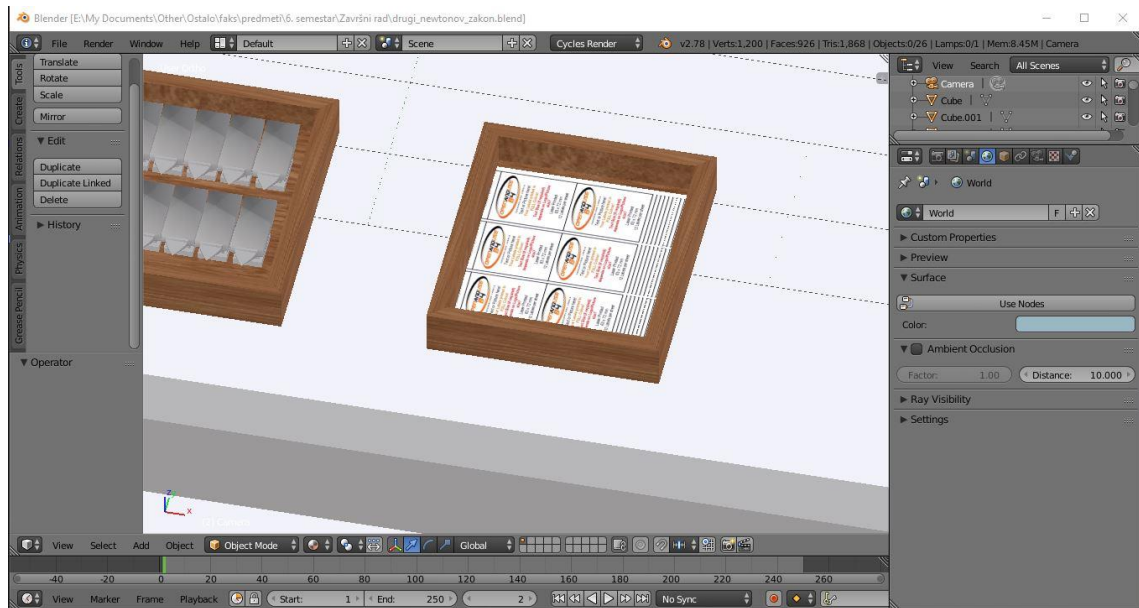 Blender [E:\My Documents\Other\Ostalo\faks\predmeti\6. semestar\Završni rad\drugi_newtonov_zakon.blend]
File Render Window Help Default Scene Cycles Render v2.78 | Verts:1,200 | Faces:926 | Tris:1,868 | Objects:0/26 | Lamps:0/1 | Mem:8.45M | Camera
Tools
Create
Relations
Animation
Physics
Grease Pencil
Translate
Rotate
Scale
Mirror
Edit
Duplicate
Duplicate Linked
Delete
History
Operator
View Search All Scenes
Camera
Cube
Cube.001
World
World F
Custom Properties
Preview
Surface
Use Nodes
Color:
Ambient Occlusion
Factor: 1.00 Distance: 10.000
Ray Visibility
Settings
z
x
View Select Add Object Object Mode Global
-40 -20 0 20 40 60 80 100 120 140 160 180 200 220 240 260
View Marker Frame Playback Start: 1 End: 250 2 No Sync